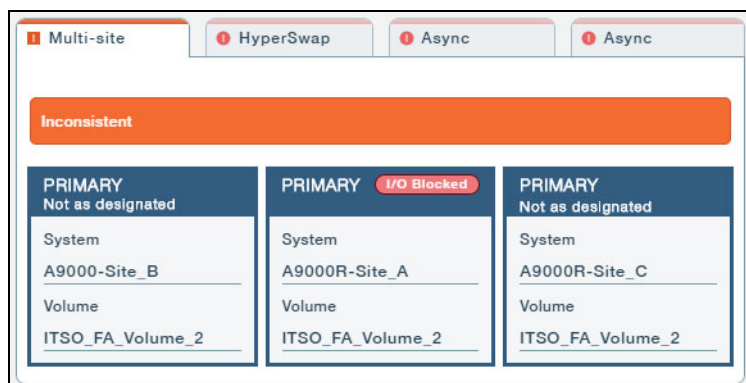 Multi-site
HyperSwap
Async
Async
Inconsistent
PRIMARY
Not as designated
System
A9000-Site_B
Volume
ITSO_FA_Volume_2
PRIMARY I/O Blocked
System
A9000R-Site_A
Volume
ITSO_FA_Volume_2
PRIMARY
Not as designated
System
A9000R-Site_C
Volume
ITSO_FA_Volume_2